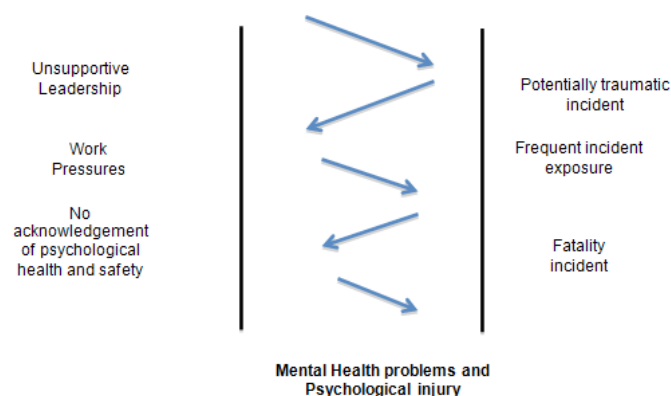 Unsupportive
Leadership
Potentially traumatic
incident
Work
Pressures
Frequent incident
exposure
No
acknowledgement
of psychological
health and safety
Fatality
incident
Mental Health problems and
Psychological injury